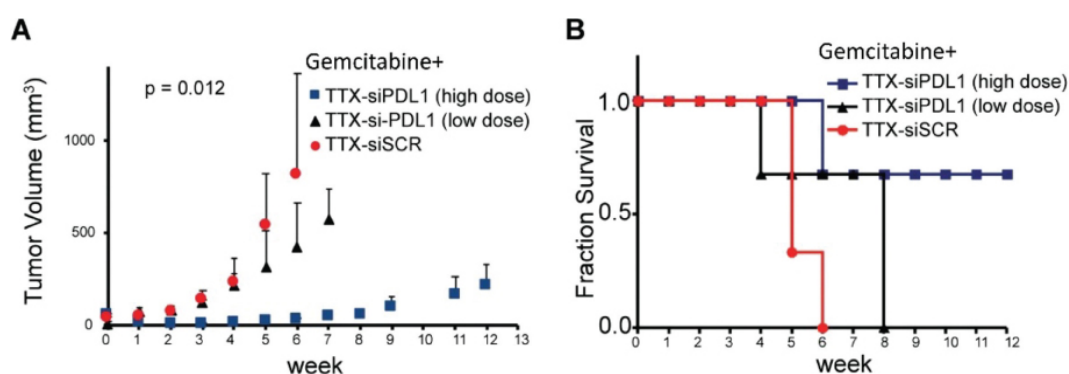 A
Tumor Volume (mm³)
1000
500
0
p = 0.012
Gemcitabine+
TTX-siPDL1 (high dose)
TTX-si-PDL1 (low dose)
TTX-siSCR
0 1 2 3 4 5 6 7 8 9 10 11 12 13
week
B
Fraction Survival
1.0
0.5
0.0
Gemcitabine+
TTX-siPDL1 (high dose)
TTX-siPDL1 (low dose)
TTX-siSCR
0 1 2 3 4 5 6 7 8 9 10 11 12
week